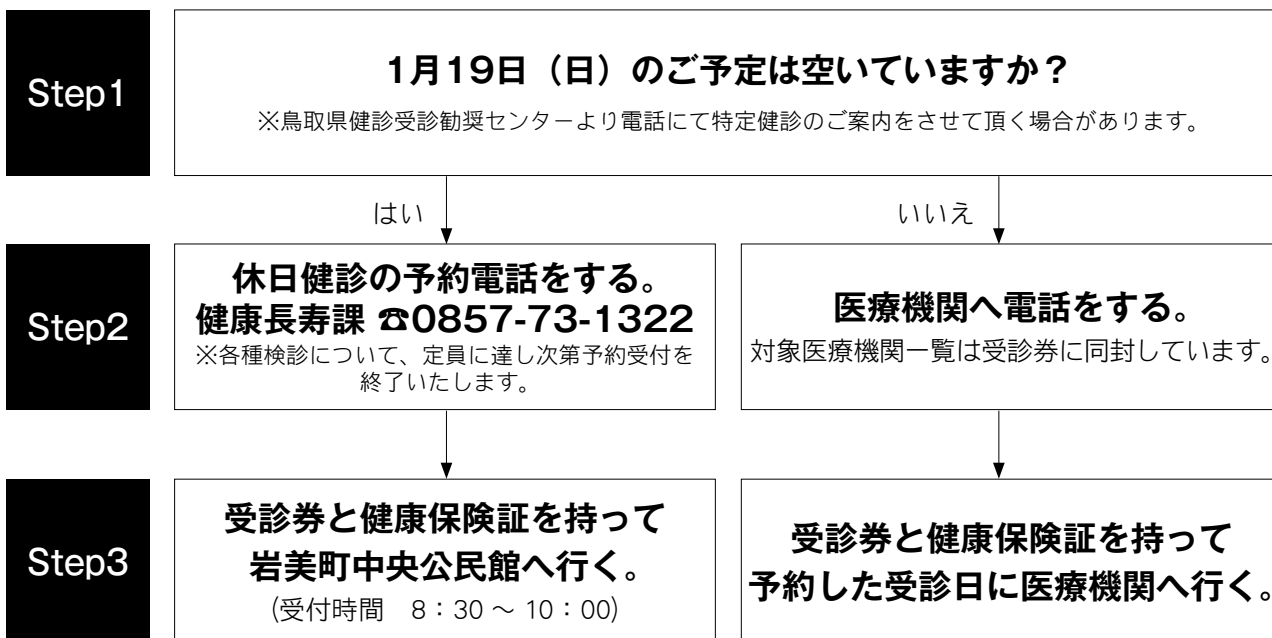 Step1
1月19日（日）のご予定は空いていますか？
※鳥取県健診受診勧奨センターより電話にて特定健診のご案内をさせて頂く場合があります。
はい
いいえ
Step2
休日健診の予約電話をする。
健康長寿課 ☎0857-73-1322
※各種検診について、定員に達し次第予約受付を
終了いたします。
医療機関へ電話をする。
対象医療機関一覧は受診券に同封しています。
Step3
受診券と健康保険証を持って
岩美町中央公民館へ行く。
(受付時間　8：30 ～ 10：00)
受診券と健康保険証を持って
予約した受診日に医療機関へ行く。